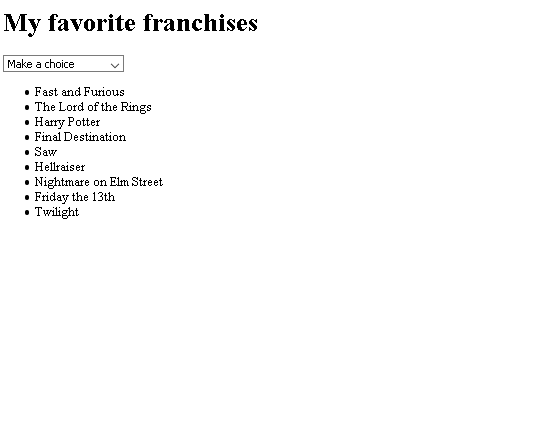 My favorite franchises
Make a choice
Fast and Furious
The Lord of the Rings
Harry Potter
Final Destination
Saw
Hellraiser
Nightmare on Elm Street
Friday the 13th
Twilight